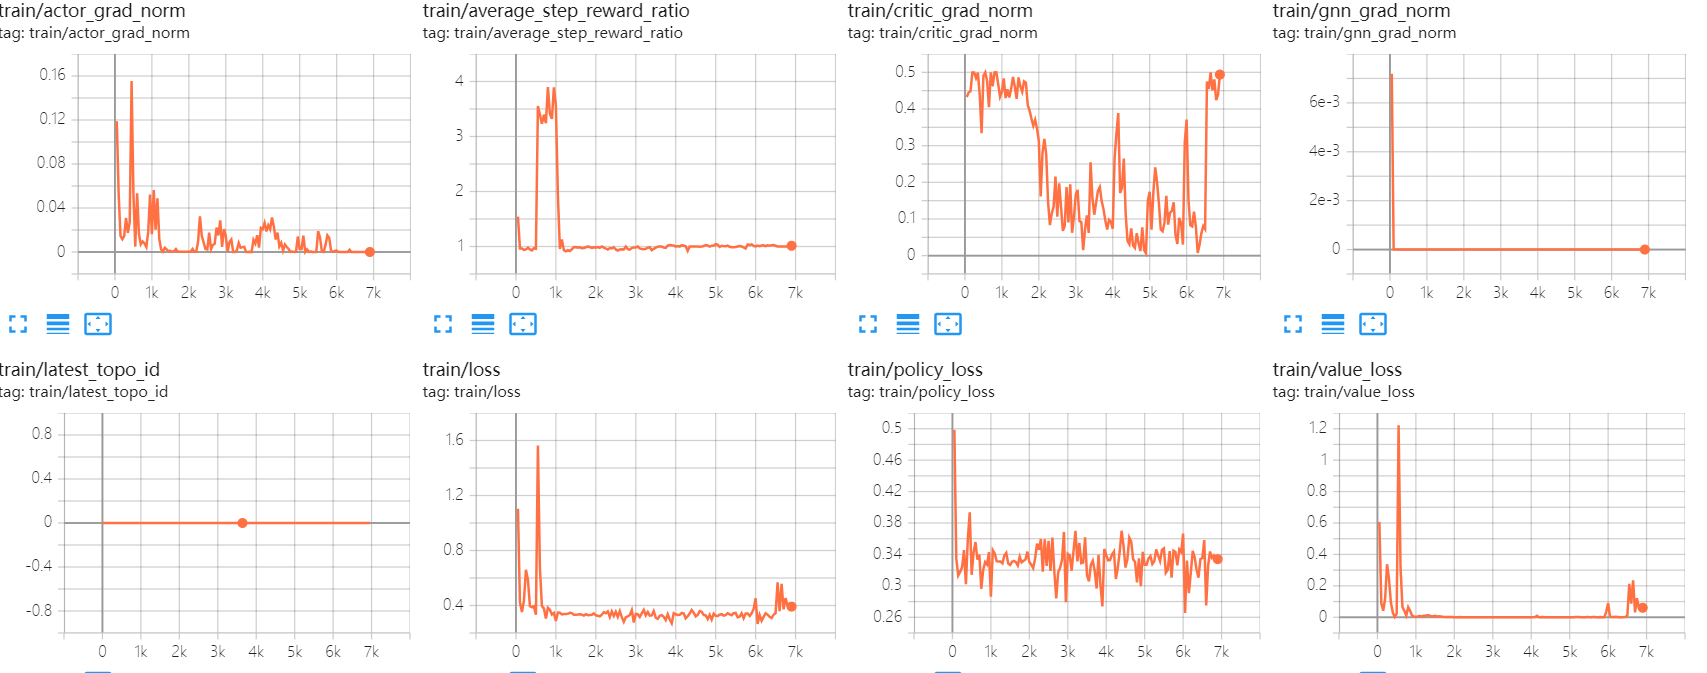 train/actor_grad_norm
tag: train/actor_grad_norm
0.16
0.12
0.08
0.04
0
0 1k 2k 3k 4k 5k 6k 7k
train/average_step_reward_ratio
tag: train/average_step_reward_ratio
4
3
2
1
0 1k 2k 3k 4k 5k 6k 7k
train/critic_grad_norm
tag: train/critic_grad_norm
0.5
0.4
0.3
0.2
0.1
0
0 1k 2k 3k 4k 5k 6k 7k
train/gnn_grad_norm
tag: train/gnn_grad_norm
6e-3
4e-3
2e-3
0
0 1k 2k 3k 4k 5k 6k 7k
train/latest_topo_id
tag: train/latest_topo_id
0.8
0.4
0
-0.4
-0.8
0 1k 2k 3k 4k 5k 6k 7k
train/loss
tag: train/loss
1.6
1.2
0.8
0.4
0 1k 2k 3k 4k 5k 6k 7k
train/policy_loss
tag: train/policy_loss
0.5
0.46
0.42
0.38
0.34
0.3
0.26
0 1k 2k 3k 4k 5k 6k 7k
train/value_loss
tag: train/value_loss
1.2
1
0.8
0.6
0.4
0.2
0
0 1k 2k 3k 4k 5k 6k 7k